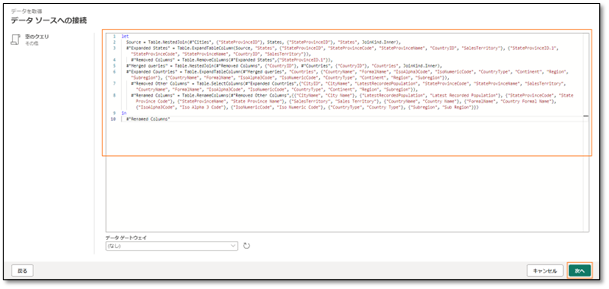 データを取得
データ ソースへの接続
空のクエリ
その他
1 let
2 Source = Table.NestedJoin(#"Cities", {"StateProvinceID"}, States, {"StateProvinceID"}, "States", JoinKind.Inner),
3 #"Expanded States" = Table.ExpandTableColumn(Source, "States", {"StateProvinceID", "StateProvinceCode", "StateProvinceName", "CountryID", "SalesTerritory"}, {"StateProvinceID.1",
"StateProvinceCode", "StateProvinceName", "CountryID", "SalesTerritory"}),
4 #"Removed Columns" = Table.RemoveColumns(#"Expanded States",{"StateProvinceID.1"}),
5 #"Merged queries" = Table.NestedJoin(#"Removed Columns", {"CountryID"}, #"Countries", {"CountryID"}, "Countries", JoinKind.Inner),
6 #"Expanded Countries" = Table.ExpandTableColumn(#"Merged queries", "Countries", {"CountryName", "FormalName", "IsoAlpha3Code", "IsoNumericCode", "CountryType", "Continent", "Region",
"Subregion"}, {"CountryName", "FormalName", "IsoAlpha3Code", "IsoNumericCode", "CountryType", "Continent", "Region", "Subregion"}),
7 #"Removed Other Columns" = Table.SelectColumns(#"Expanded Countries",{"CityID", "CityName", "LatestRecordedPopulation", "StateProvinceCode", "StateProvinceName", "SalesTerritory",
"CountryName", "FormalName", "IsoAlpha3Code", "IsoNumericCode", "CountryType", "Continent", "Region", "Subregion"}),
8 #"Renamed Columns" = Table.RenameColumns(#"Removed Other Columns",{{"CityName", "City Name"}, {"LatestRecordedPopulation", "Latest Recorded Population"}, {"StateProvinceCode", "State
Province Code"}, {"StateProvinceName", "State Province Name"}, {"SalesTerritory", "Sales Territory"}, {"CountryName", "Country Name"}, {"FormalName", "Country Formal Name"},
{"IsoAlpha3Code", "Iso Alpha 3 Code"}, {"IsoNumericCode", "Iso Numeric Code"}, {"CountryType", "Country Type"}, {"Subregion", "Sub Region"}})
9 in
10 #"Renamed Columns"
データ ゲートウェイ
(なし)
戻る
キャンセル
次へ